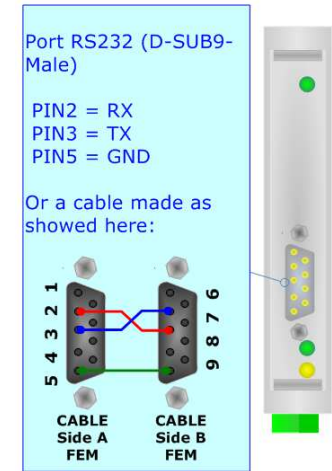 Port RS232 (D-SUB9-
Male)
PIN2 = RX
PIN3 = TX
PIN5 = GND
Or a cable made as
showed here:
1
2
3
4
5
6
7
8
9
CABLE
Side A
FEM
CABLE
Side B
FEM